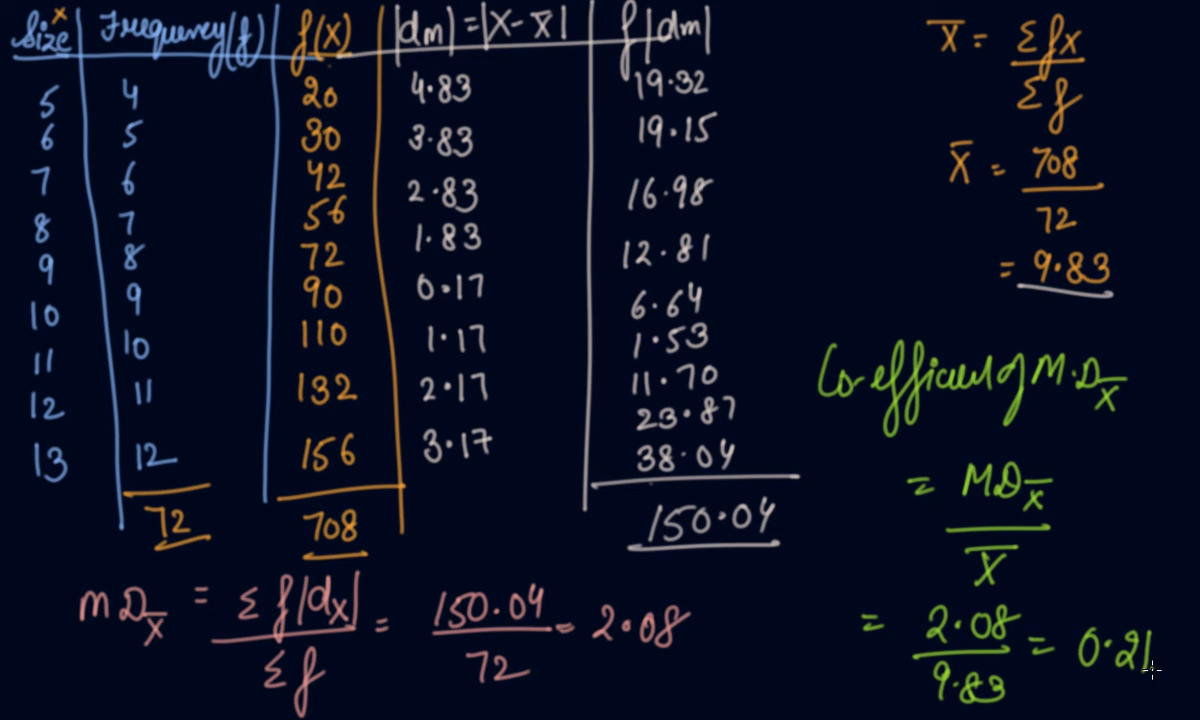 Size x Frequency(f) f(x) |dm| = |X - X̄| f|dm|
5 4 20 4.83 19.32
6 5 30 3.83 19.15
7 6 42 2.83 16.98
8 7 56 1.83 12.81
9 8 72 0.17 6.64
10 9 90 1.17 1.53
11 10 110 2.17 11.70
12 11 132 3.17 23.87
13 12 156 38.04
72 708 150.04
MD x̄ = Σf|dx| / Σf = 150.04 / 72 = 2.08
X̄ = Σfx / Σf
X̄ = 708 / 72
= 9.83
Co-efficient of M.D x̄
= M.D x̄ / X̄
= 2.08 / 9.83 = 0.21